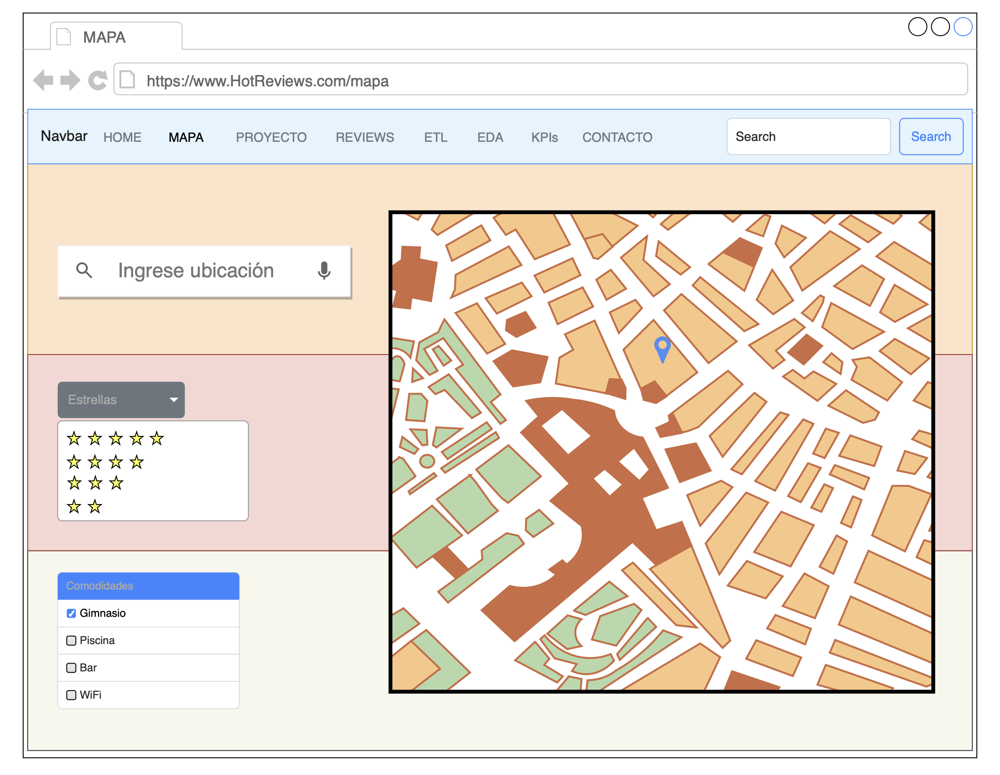 MAPA
https://www.HotReviews.com/mapa
Navbar HOME MAPA PROYECTO REVIEWS ETL EDA KPIs CONTACTO Search Search
Ingrese ubicación
Estrellas
Comodidades
Gimnasio
Piscina
Bar
WiFi